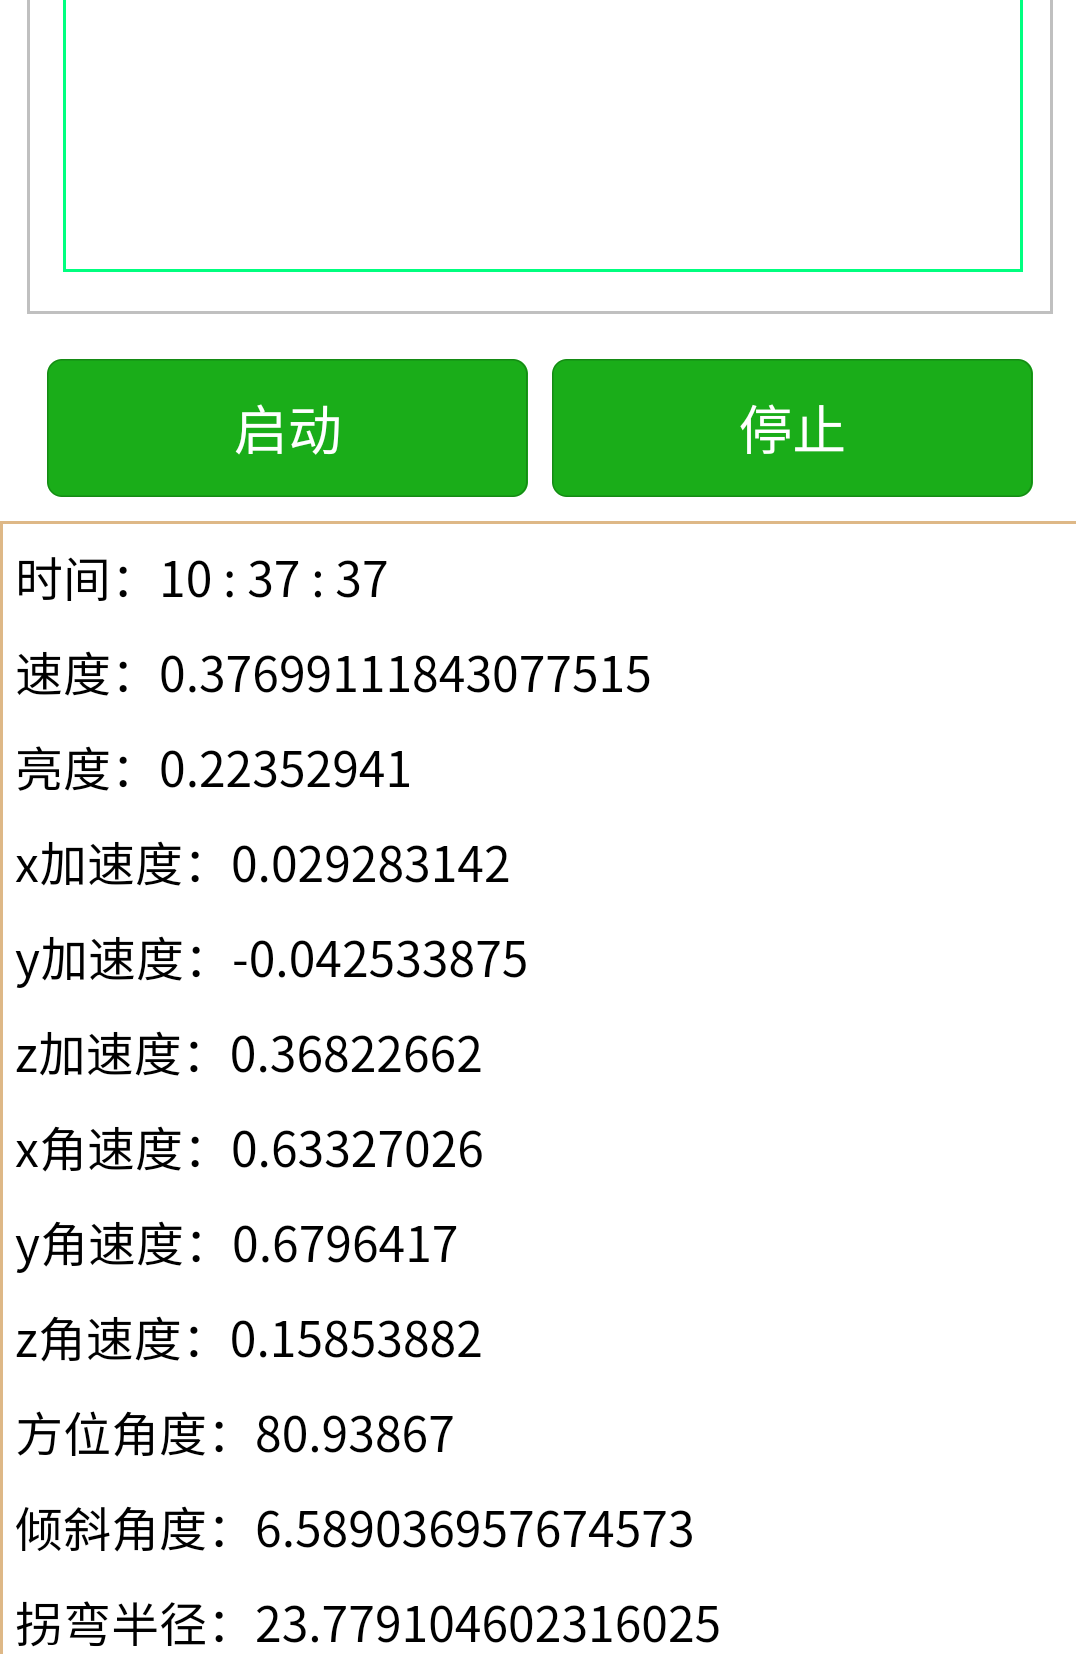 启动
停止
时间：10 : 37 : 37
速度：0.37699111843077515
亮度：0.22352941
x加速度：0.029283142
y加速度：-0.042533875
z加速度：0.36822662
x角速度：0.63327026
y角速度：0.6796417
z角速度：0.15853882
方位角度：80.93867
倾斜角度：6.589036957674573
拐弯半径：23.779104602316025